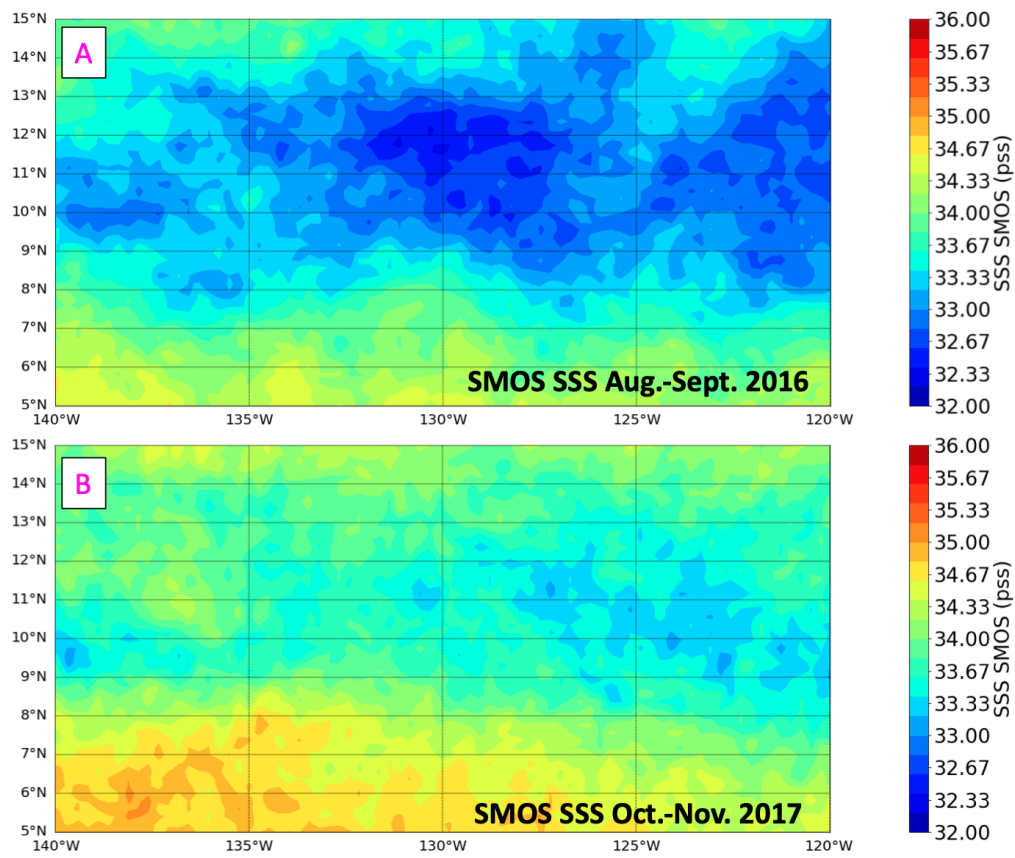 A
15°N
14°N
13°N
12°N
11°N
10°N
9°N
8°N
7°N
6°N
5°N
140°W 135°W 130°W 125°W 120°W
SMOS SSS Aug.-Sept. 2016
36.00
35.67
35.33
35.00
34.67
34.33
34.00
33.67
33.33
33.00
32.67
32.33
32.00
SSS SMOS (pss)
B
15°N
14°N
13°N
12°N
11°N
10°N
9°N
8°N
7°N
6°N
5°N
140°W 135°W 130°W 125°W 120°W
SMOS SSS Oct.-Nov. 2017
36.00
35.67
35.33
35.00
34.67
34.33
34.00
33.67
33.33
33.00
32.67
32.33
32.00
SSS SMOS (pss)